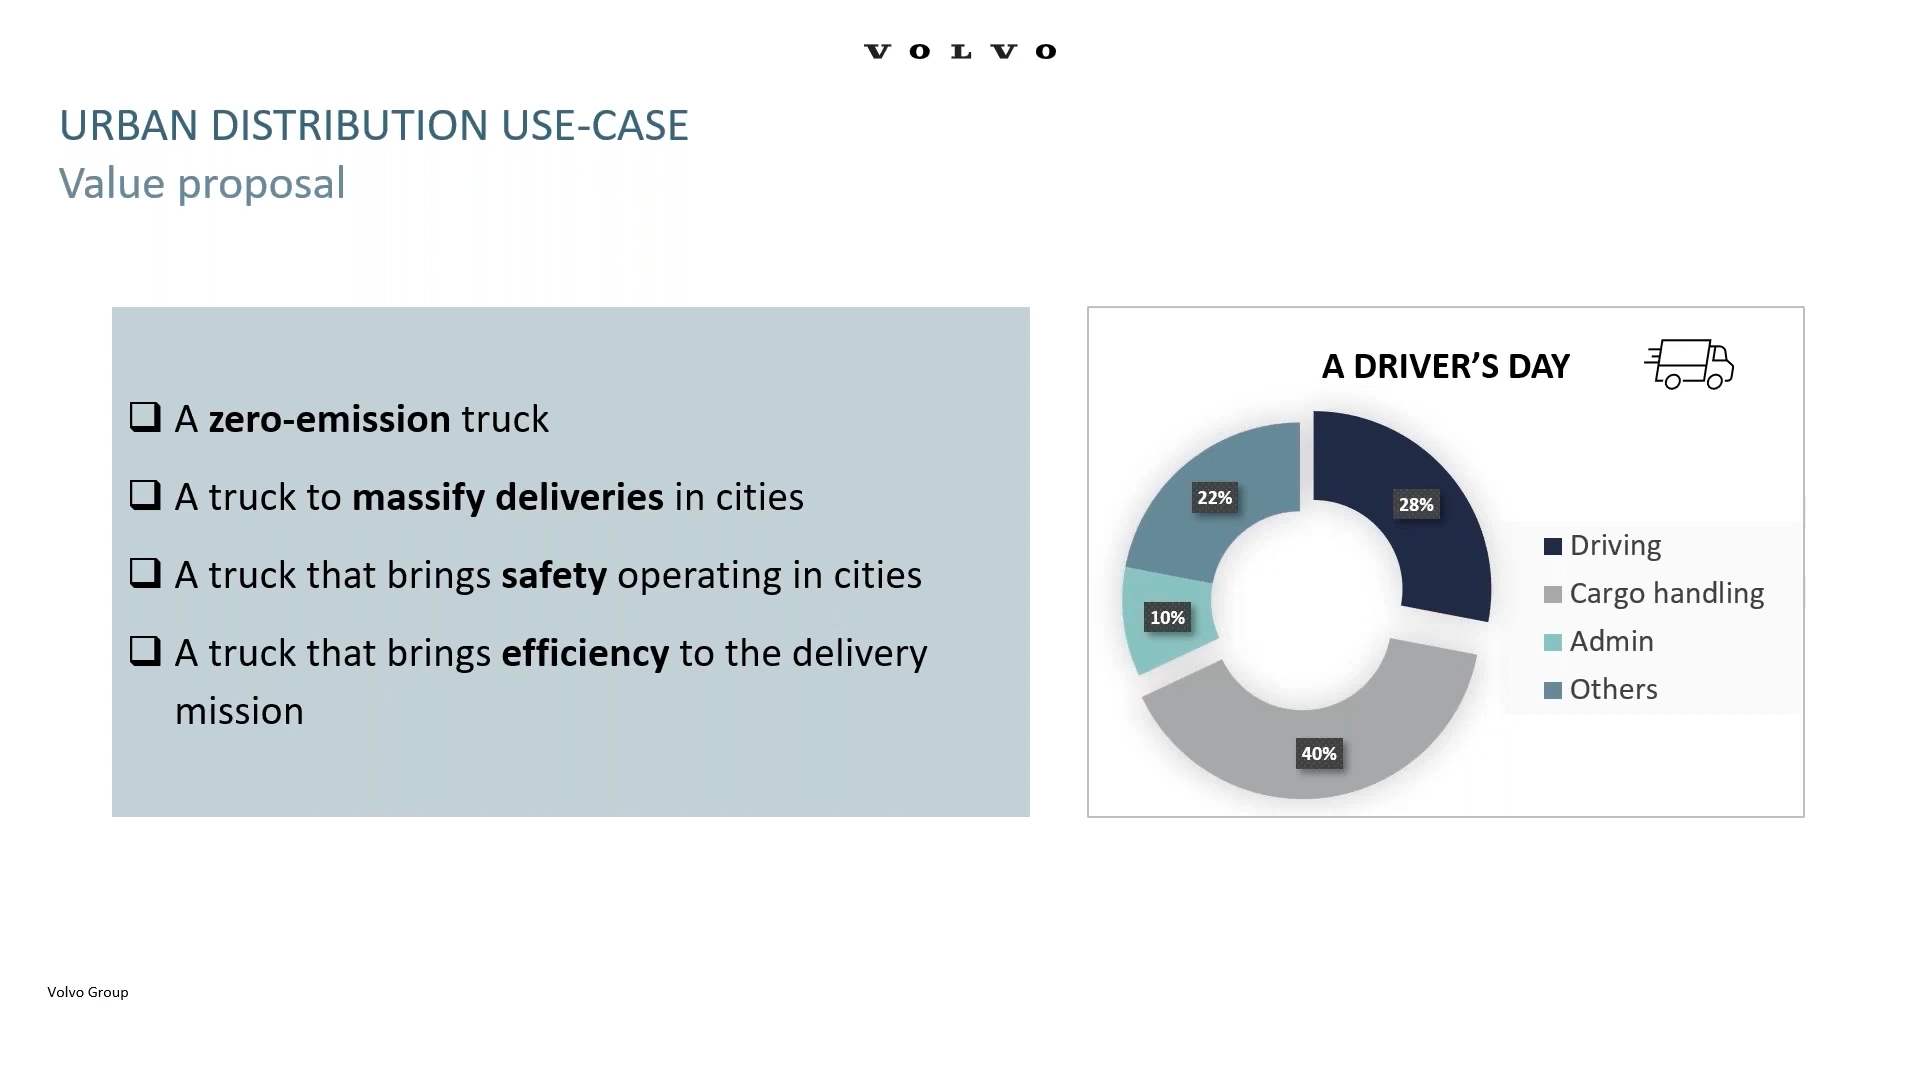 VOLVO
URBAN DISTRIBUTION USE-CASE
Value proposal
A zero-emission truck
A truck to massify deliveries in cities
A truck that brings safety operating in cities
A truck that brings efficiency to the delivery
mission
A DRIVER’S DAY
22%
28%
10%
40%
Driving
Cargo handling
Admin
Others
Volvo Group